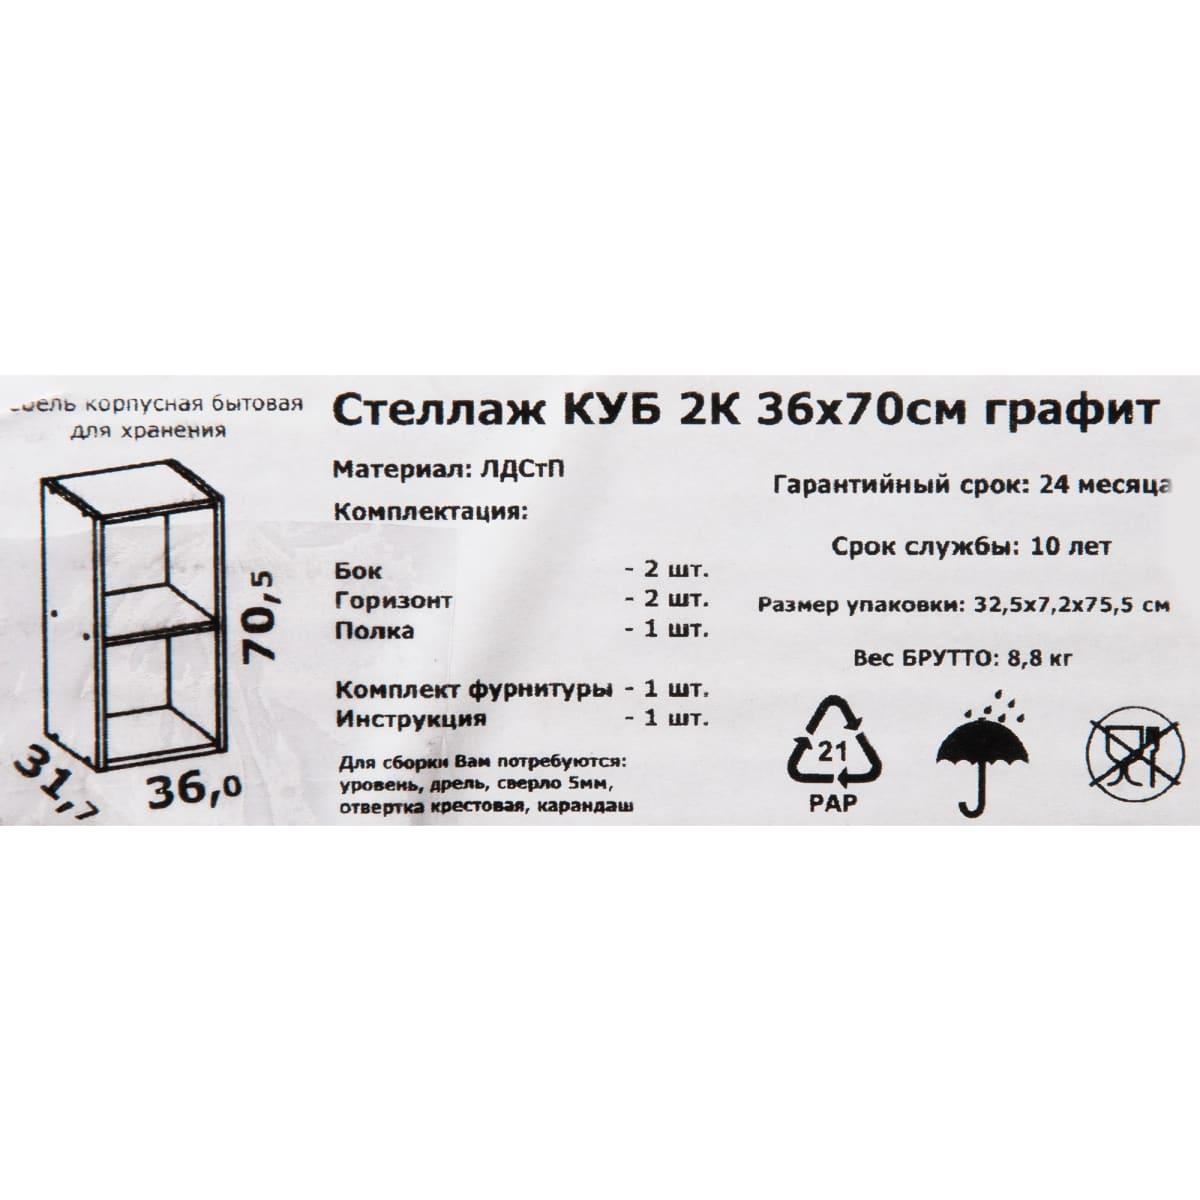 корпусная бытовая
для хранения
Стеллаж КУБ 2К 36х70см графит
Материал: ЛДСтП
Комплектация:
Бок - 2 шт.
Горизонт - 2 шт.
Полка - 1 шт.
Комплект фурнитуры - 1 шт.
Инструкция - 1 шт.
Для сборки Вам потребуются:
уровень, дрель, сверло 5мм,
отвертка крестовая, карандаш
Гарантийный срок: 24 месяца
Срок службы: 10 лет
Размер упаковки: 32,5х7,2х75,5 см
Вес БРУТТО: 8,8 кг
21
PAP
70,5
31,7
36,0